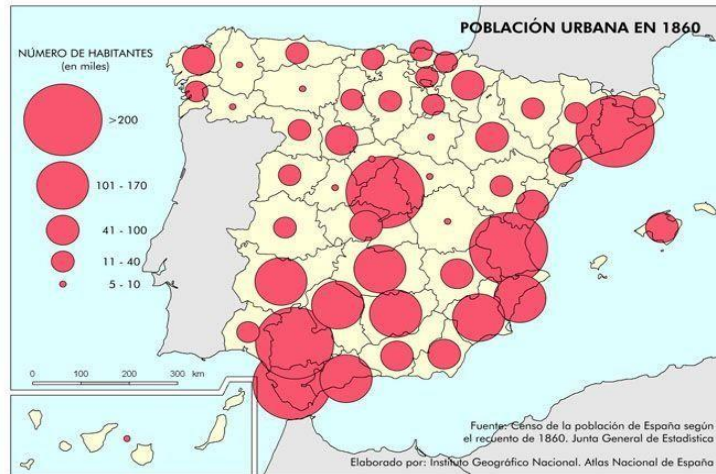 POBLACIÓN URBANA EN 1860
NÚMERO DE HABITANTES
(en miles)
>200
101 - 170
41 - 100
11 - 40
5 - 10
0 100 200 300 km
Fuente: Censo de la población de España según
el recuento de 1860. Junta General de Estadística
Elaborado por: Instituto Geográfico Nacional. Atlas Nacional de España